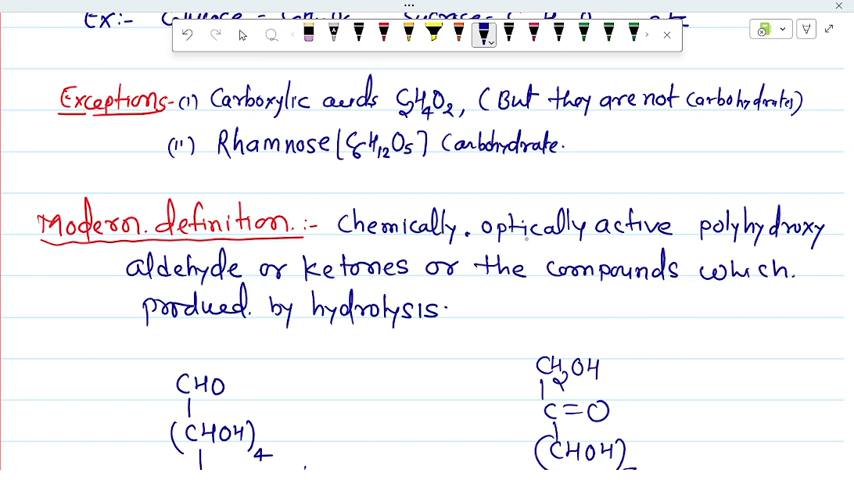 Ex:-
Exceptions - (i) Carboxylic acids C2H4O2, (But they are not carbohydrates)
(ii) Rhamnose [C6H12O5] Carbohydrate.
Modern definition :- Chemically. optically active polyhydroxy
aldehyde or ketones or the compounds which.
produced. by hydrolysis.
CHO
(CHOH)4
CH2OH
C=O
(CHOH)